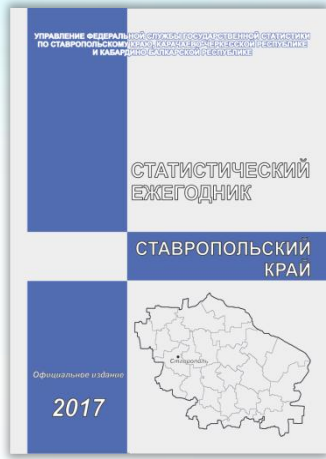 УПРАВЛЕНИЕ ФЕДЕРАЛЬНОЙ СЛУЖБЫ ГОСУДАРСТВЕННОЙ СТАТИСТИКИ
ПО СТАВРОПОЛЬСКОМУ КРАЮ, КАРАЧАЕВО-ЧЕРКЕССКОЙ РЕСПУБЛИКЕ
И КАБАРДИНО-БАЛКАРСКОЙ РЕСПУБЛИКЕ
СТАТИСТИЧЕСКИЙ
ЕЖЕГОДНИК
СТАВРОПОЛЬСКИЙ
КРАЙ
Ставрополь
Официальное издание
2017